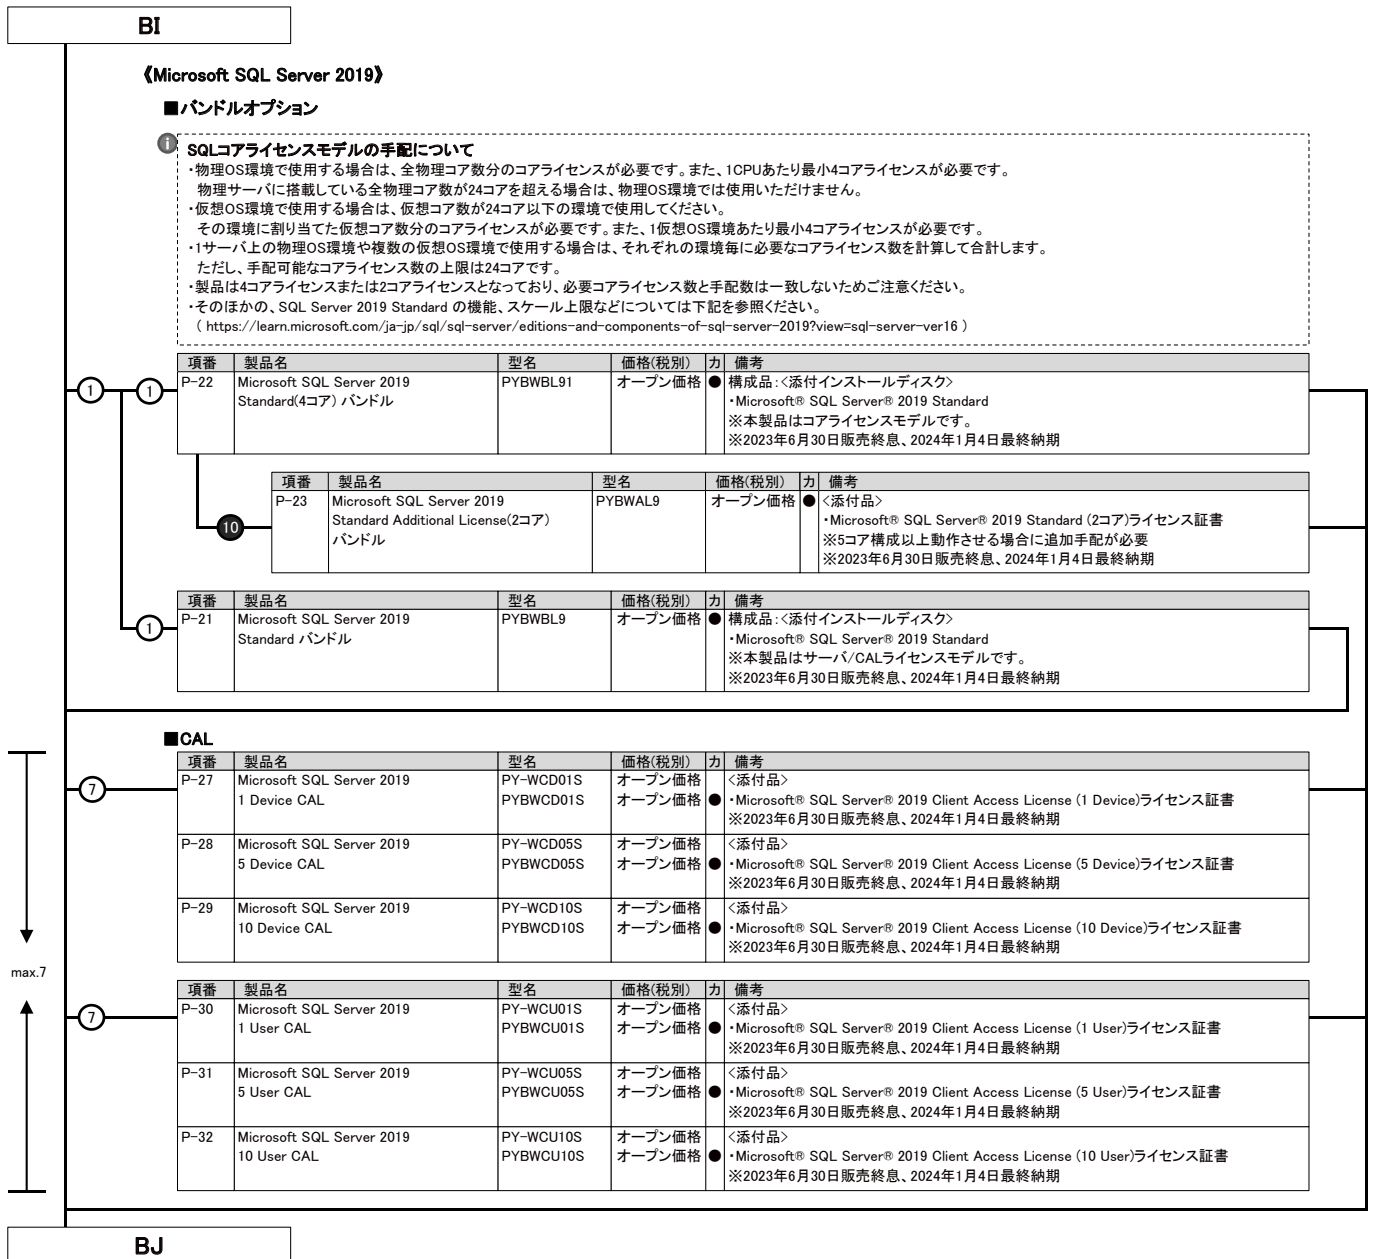 BI
《Microsoft SQL Server 2019》
■バンドルオプション
i
SQLコアライセンスモデルの手配について
・物理OS環境で使用する場合は、全物理コア数分のコアライセンスが必要です。また、1CPUあたり最小4コアライセンスが必要です。
物理サーバに搭載している全物理コア数が24コアを超える場合は、物理OS環境では使用いただけません。
・仮想OS環境で使用する場合は、仮想コア数が24コア以下の環境で使用してください。
その環境に割り当てた仮想コア数分のコアライセンスが必要です。また、1仮想OS環境あたり最小4コアライセンスが必要です。
・1サーバ上の物理OS環境や複数の仮想OS環境で使用する場合は、それぞれの環境毎に必要なコアライセンス数を計算して合計します。
ただし、手配可能なコアライセンス数の上限は24コアです。
・製品は4コアライセンスまたは2コアライセンスとなっており、必要コアライセンス数と手配数は一致しないためご注意ください。
・そのほかの、SQL Server 2019 Standard の機能、スケール上限などについては下記を参照ください。
( https://learn.microsoft.com/ja-jp/sql/sql-server/editions-and-components-of-sql-server-2019?view=sql-server-ver16 )
項番 製品名 型名 価格(税別) カ 備考
1 1 P-22 Microsoft SQL Server 2019 PYBWBL91 オープン価格 ● 構成品:<添付インストールディスク>
Standard(4コア) バンドル ・Microsoft® SQL Server® 2019 Standard
※本製品はコアライセンスモデルです。
※2023年6月30日販売終息、2024年1月4日最終納期
項番 製品名 型名 価格(税別) カ 備考
10 P-23 Microsoft SQL Server 2019 PYBWAL9 オープン価格 ● <添付品>
Standard Additional License(2コア) ・Microsoft® SQL Server® 2019 Standard (2コア)ライセンス証書
バンドル ※5コア構成以上動作させる場合に追加手配が必要
※2023年6月30日販売終息、2024年1月4日最終納期
項番 製品名 型名 価格(税別) カ 備考
1 P-21 Microsoft SQL Server 2019 PYBWBL9 オープン価格 ● 構成品:<添付インストールディスク>
Standard バンドル ・Microsoft® SQL Server® 2019 Standard
※本製品はサーバ/CALライセンスモデルです。
※2023年6月30日販売終息、2024年1月4日最終納期
■CAL
項番 製品名 型名 価格(税別) カ 備考
7 P-27 Microsoft SQL Server 2019 PY-WCD01S オープン価格 <添付品>
1 Device CAL PYBWCD01S オープン価格 ● ・Microsoft® SQL Server® 2019 Client Access License (1 Device)ライセンス証書
※2023年6月30日販売終息、2024年1月4日最終納期
P-28 Microsoft SQL Server 2019 PY-WCD05S オープン価格 <添付品>
5 Device CAL PYBWCD05S オープン価格 ● ・Microsoft® SQL Server® 2019 Client Access License (5 Device)ライセンス証書
※2023年6月30日販売終息、2024年1月4日最終納期
P-29 Microsoft SQL Server 2019 PY-WCD10S オープン価格 <添付品>
10 Device CAL PYBWCD10S オープン価格 ● ・Microsoft® SQL Server® 2019 Client Access License (10 Device)ライセンス証書
※2023年6月30日販売終息、2024年1月4日最終納期
max.7
項番 製品名 型名 価格(税別) カ 備考
7 P-30 Microsoft SQL Server 2019 PY-WCU01S オープン価格 <添付品>
1 User CAL PYBWCU01S オープン価格 ● ・Microsoft® SQL Server® 2019 Client Access License (1 User)ライセンス証書
※2023年6月30日販売終息、2024年1月4日最終納期
P-31 Microsoft SQL Server 2019 PY-WCU05S オープン価格 <添付品>
5 User CAL PYBWCU05S オープン価格 ● ・Microsoft® SQL Server® 2019 Client Access License (5 User)ライセンス証書
※2023年6月30日販売終息、2024年1月4日最終納期
P-32 Microsoft SQL Server 2019 PY-WCU10S オープン価格 <添付品>
10 User CAL PYBWCU10S オープン価格 ● ・Microsoft® SQL Server® 2019 Client Access License (10 User)ライセンス証書
※2023年6月30日販売終息、2024年1月4日最終納期
BJ